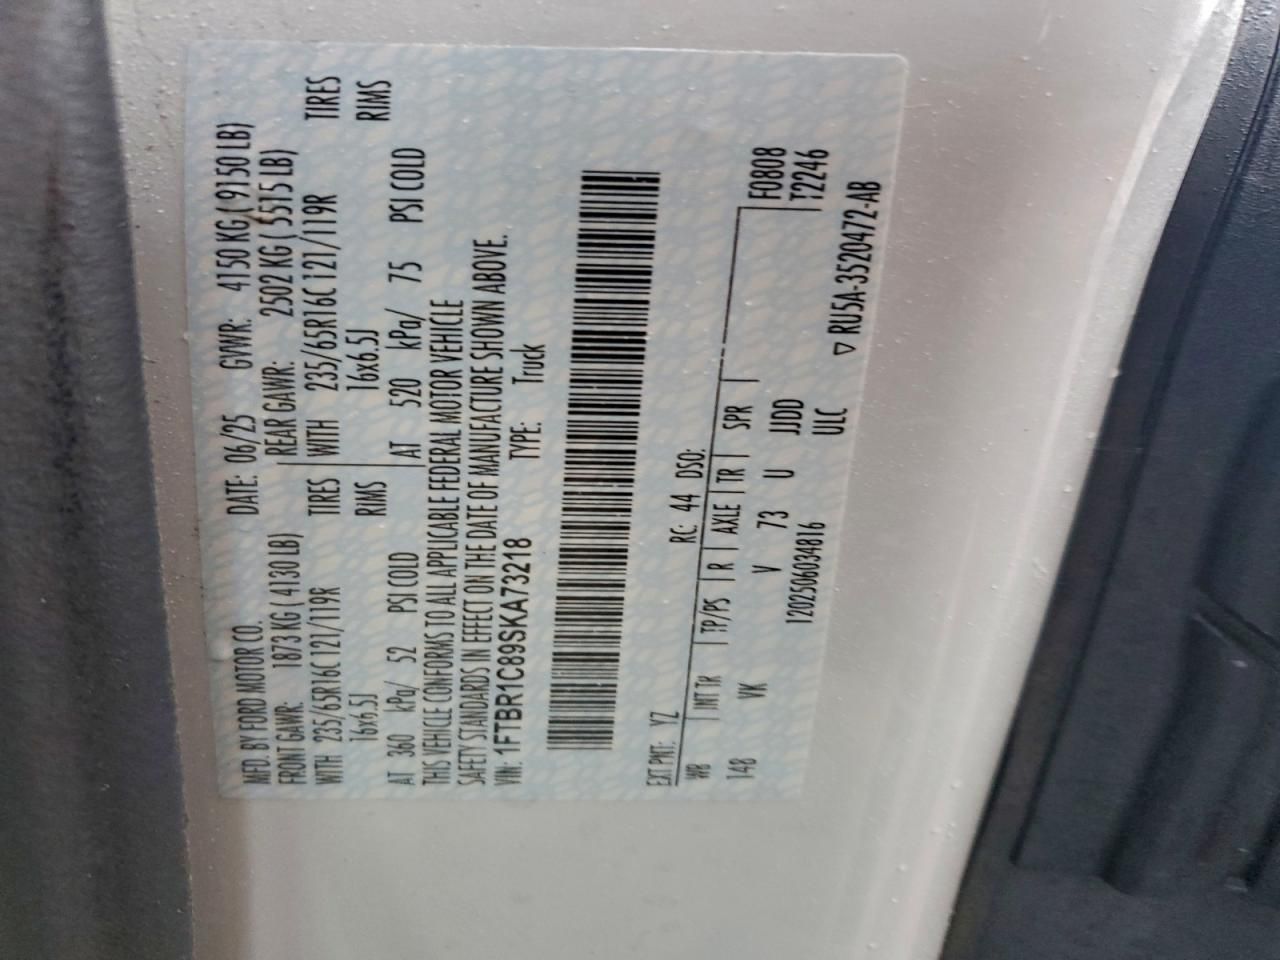 MFD. BY FORD MOTOR CO. DATE: 06/25 GVWR: 4150 KG ( 9150 LB)
FRONT GAWR: 1873 KG ( 4130 LB) REAR GAWR: 2502 KG ( 5515 LB)
WITH 235/65R16C 121/119R TIRES WITH 235/65R16C 121/119R TIRES
16x6.5J RIMS 16x6.5J RIMS
AT 360 kPa/ 52 PSI COLD AT 520 kPa/ 75 PSI COLD
THIS VEHICLE CONFORMS TO ALL APPLICABLE FEDERAL MOTOR VEHICLE
SAFETY STANDARDS IN EFFECT ON THE DATE OF MANUFACTURE SHOWN ABOVE.
VIN: 1FTBR1C89SKA73218 TYPE: Truck
EXT PNT: YZ RC: 44 DSO:
WB INT TR TP/PS R AXLE TR SPR F0808
148 VK V 73 U JJDD T2246
1202506034816 ULC
▽ RU5A-3520472-AB